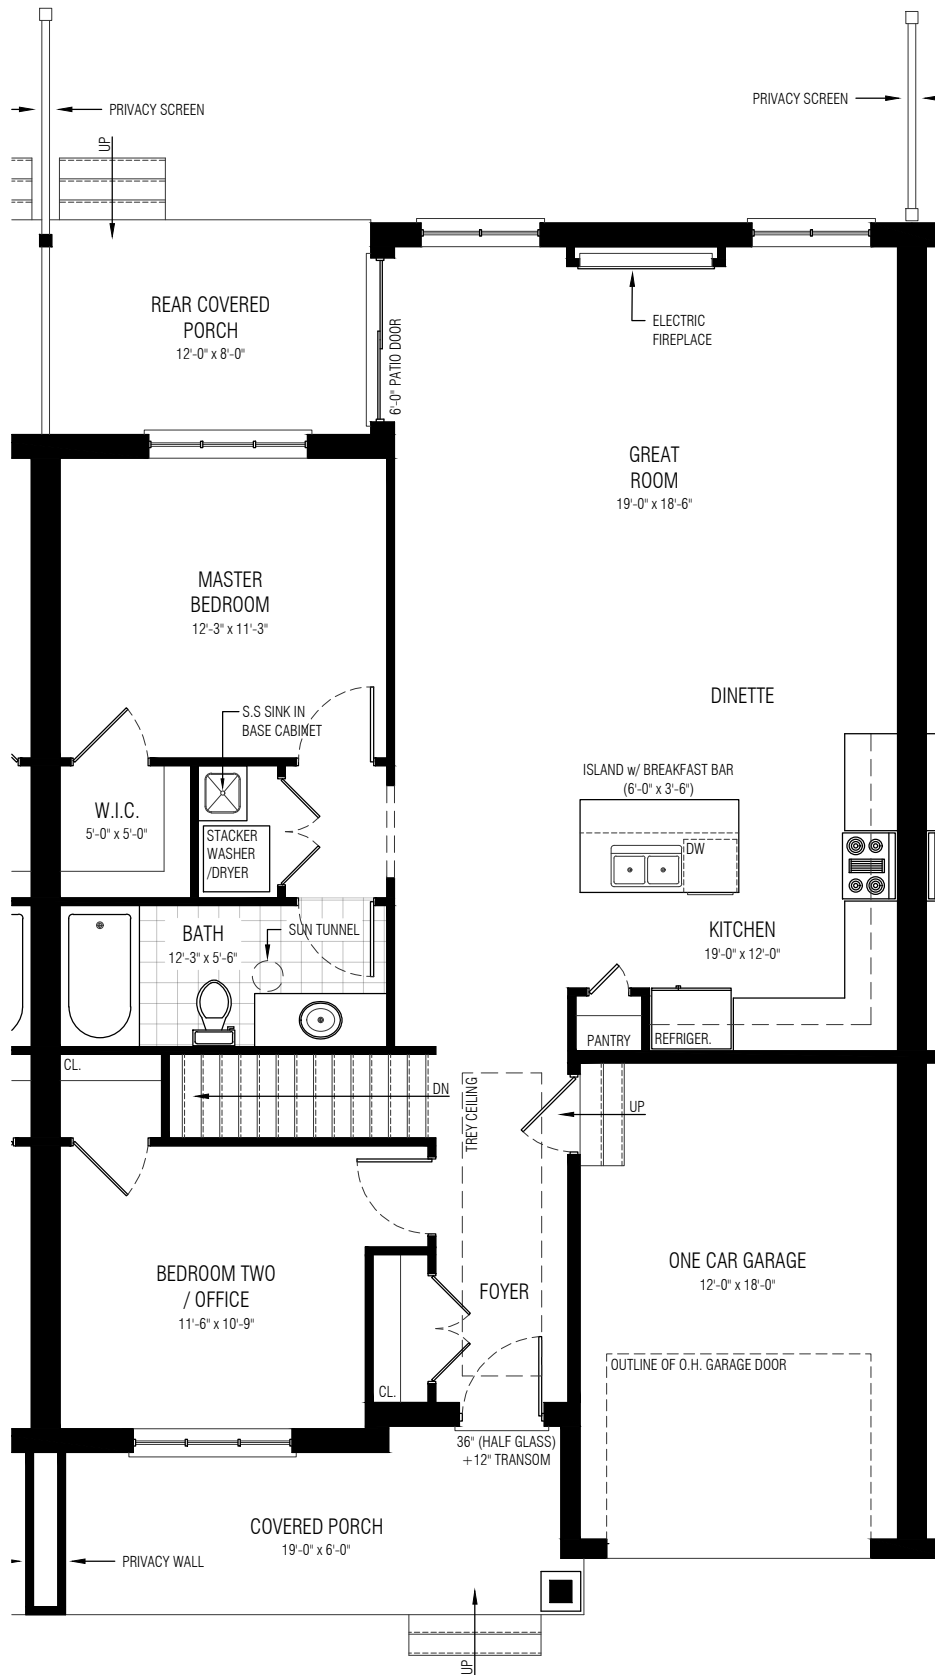 PRIVACY SCREEN
PRIVACY SCREEN
UP
REAR COVERED
PORCH
12'-0" x 8'-0"
6'-0" PATIO DOOR
ELECTRIC
FIREPLACE
GREAT
ROOM
19'-0" x 18'-6"
MASTER
BEDROOM
12'-3" x 11'-3"
DINETTE
S.S SINK IN
BASE CABINET
ISLAND w/ BREAKFAST BAR
(6'-0" x 3'-6")
W.I.C.
5'-0" x 5'-0"
STACKER
WASHER
/DRYER
DW
BATH
12'-3" x 5'-6"
SUN TUNNEL
KITCHEN
19'-0" x 12'-0"
PANTRY
REFRIGER.
CL.
DN
TREY CEILING
UP
BEDROOM TWO
/ OFFICE
11'-6" x 10'-9"
FOYER
ONE CAR GARAGE
12'-0" x 18'-0"
OUTLINE OF O.H. GARAGE DOOR
CL.
36" (HALF GLASS)
+12" TRANSOM
COVERED PORCH
19'-0" x 6'-0"
PRIVACY WALL
UP